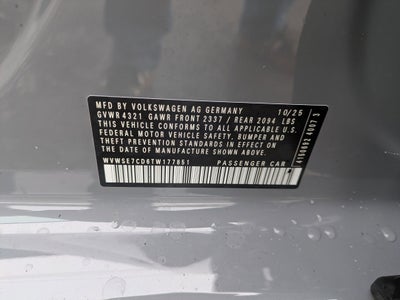 MFD BY VOLKSWAGEN AG GERMANY 10/25
GVWR 4321 GAWR FRONT 2337 / REAR 2094 LBS
THIS VEHICLE CONFORMS TO ALL APPLICABLE U.S.
FEDERAL MOTOR VEHICLE SAFETY, BUMPER AND
THEFT PREVENTION STANDARDS IN EFFECT ON THE
DATE OF MANUFACTURE SHOWN ABOVE
WVWSE7CD6TW177851 PASSENGER CAR